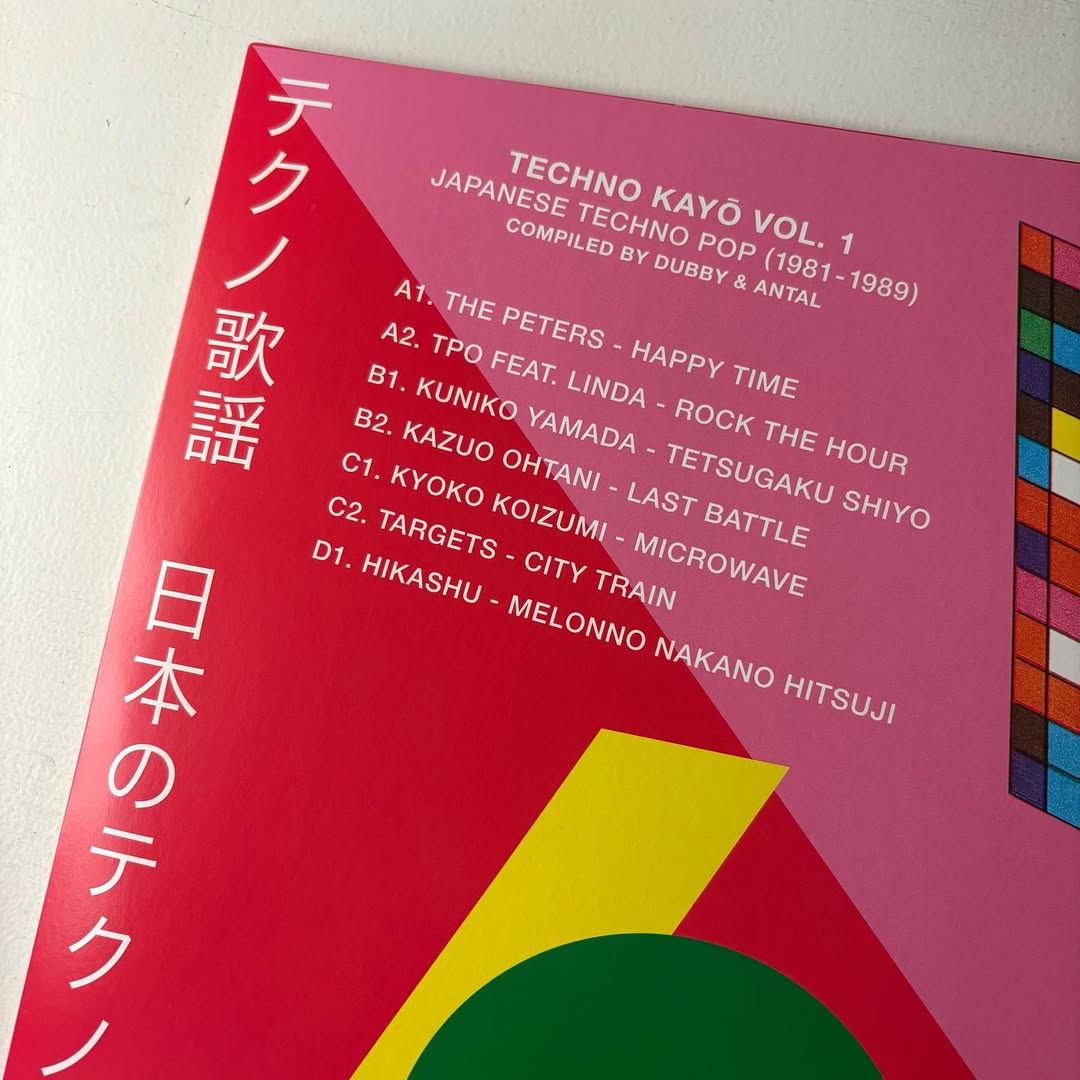 テクノ歌謡 日本のテクノ
TECHNO KAYŌ VOL. 1
JAPANESE TECHNO POP (1981-1989)
COMPILED BY DUBBY & ANTAL
A1. THE PETERS - HAPPY TIME
A2. TPO FEAT. LINDA - ROCK THE HOUR
B1. KUNIKO YAMADA - TETSUGAKU SHIYO
B2. KAZUO OHTANI - LAST BATTLE
C1. KYOKO KOIZUMI - MICROWAVE
C2. TARGETS - CITY TRAIN
D1. HIKASHU - MELONNO NAKANO HITSUJI